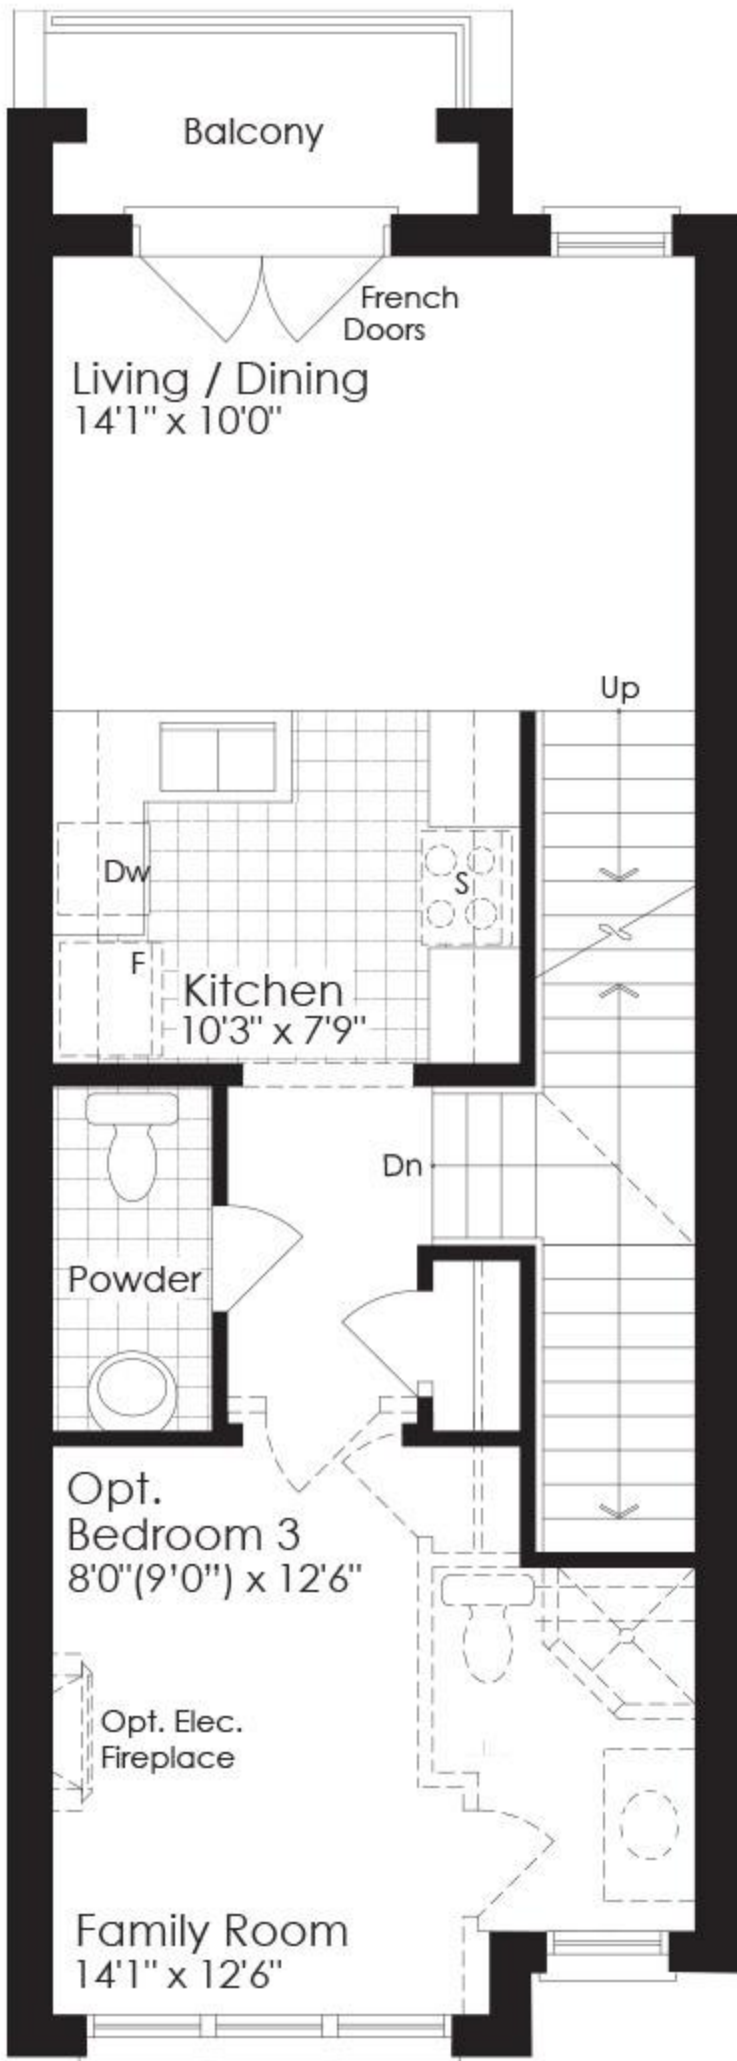 Balcony
French
Doors
Living / Dining
14'1" x 10'0"
Up
Dw
S
F
Kitchen
10'3" x 7'9"
Dn
Powder
Opt.
Bedroom 3
8'0"(9'0") x 12'6"
Opt. Elec.
Fireplace
Family Room
14'1" x 12'6"